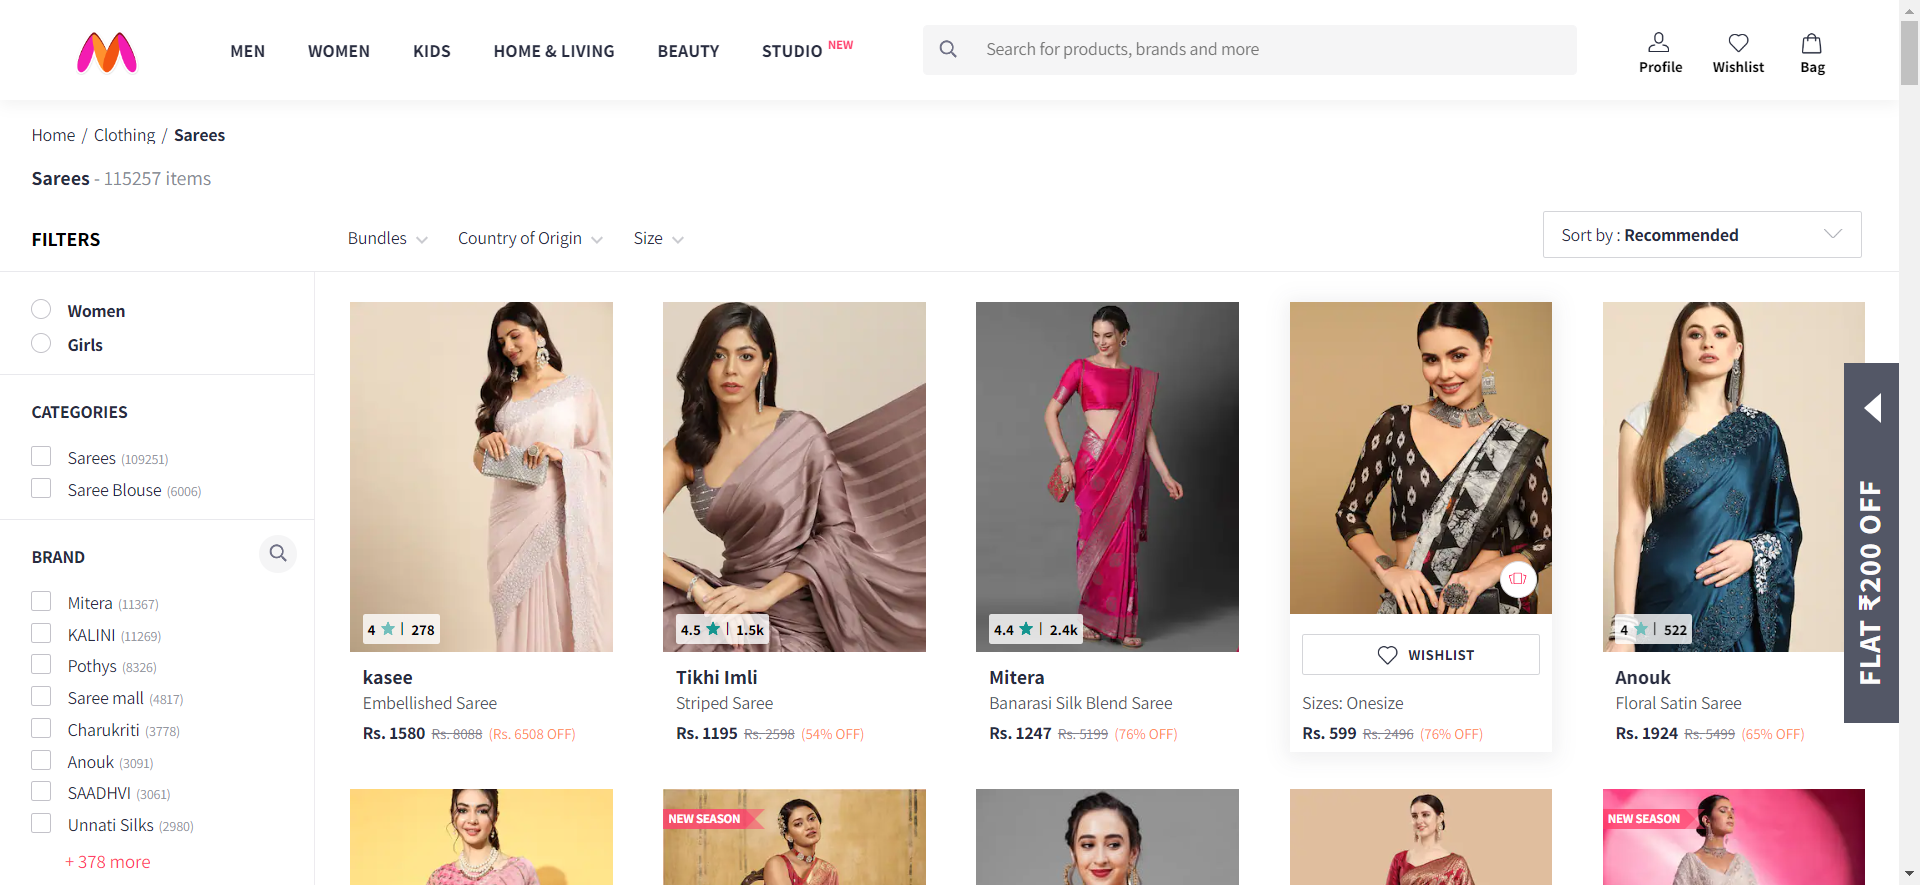 MEN WOMEN KIDS HOME & LIVING BEAUTY STUDIO NEW
Search for products, brands and more
Profile Wishlist Bag
Home / Clothing / Sarees
Sarees - 115257 items
FILTERS
Bundles Country of Origin Size
Sort by : Recommended
Women
Girls
CATEGORIES
Sarees (109251)
Saree Blouse (6006)
BRAND
Mitera (11367)
KALINI (11269)
Pothys (8326)
Saree mall (4817)
Charukriti (3778)
Anouk (3091)
SAADHVI (3061)
Unnati Silks (2980)
+ 378 more
4 | 278
kasee
Embellished Saree
Rs. 1580 Rs. 8088 (Rs. 6508 OFF)
4.5 | 1.5k
Tikhi Imli
Striped Saree
Rs. 1195 Rs. 2598 (54% OFF)
4.4 | 2.4k
Mitera
Banarasi Silk Blend Saree
Rs. 1247 Rs. 5199 (76% OFF)
WISHLIST
Sizes: Onesize
Rs. 599 Rs. 2496 (76% OFF)
4 | 522
Anouk
Floral Satin Saree
Rs. 1924 Rs. 5499 (65% OFF)
FLAT ₹200 OFF
NEW SEASON
NEW SEASON